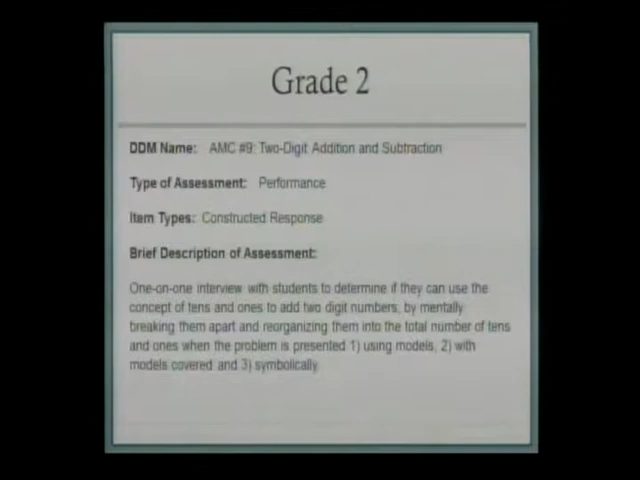 Grade 2
DDM Name: AMC #9: Two-Digit Addition and Subtraction
Type of Assessment: Performance
Item Types: Constructed Response
Brief Description of Assessment:
One-on-one interview with students to determine if they can use the
concept of tens and ones to add two digit numbers, by mentally
breaking them apart and reorganizing them into the total number of tens
and ones when the problem is presented 1) using models, 2) with
models covered and 3) symbolically.